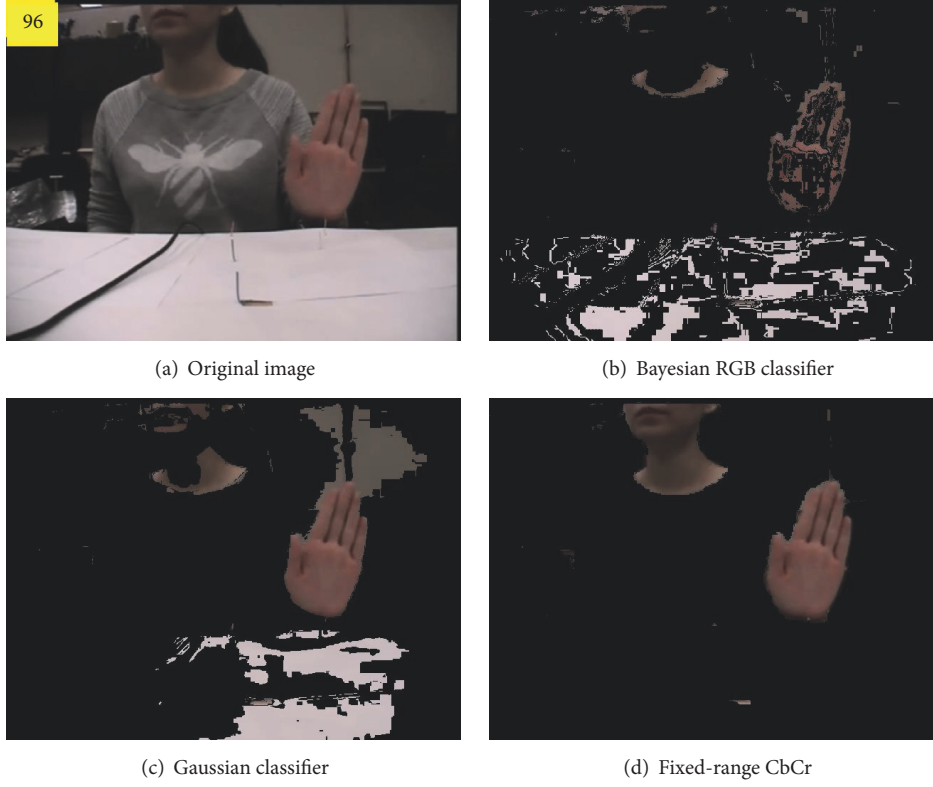 96
(a) Original image
(b) Bayesian RGB classifier
(c) Gaussian classifier
(d) Fixed-range CbCr